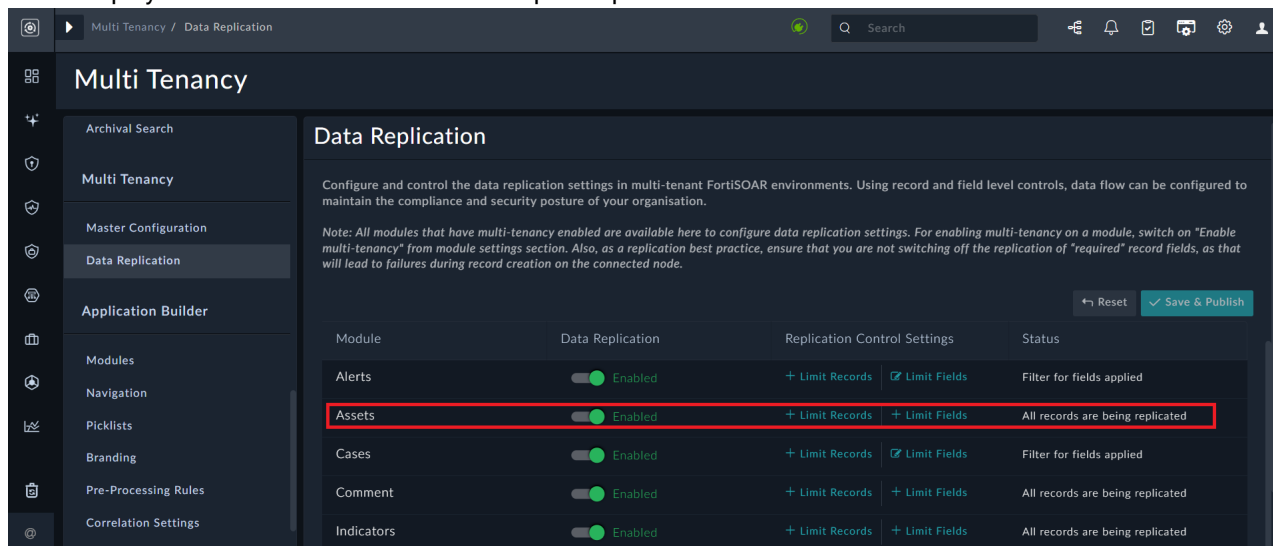 Multi Tenancy / Data Replication
Search
Multi Tenancy
Archival Search
Multi Tenancy
Master Configuration
Data Replication
Application Builder
Modules
Navigation
Picklists
Branding
Pre-Processing Rules
Correlation Settings
Data Replication
Configure and control the data replication settings in multi-tenant FortiSOAR environments. Using record and field level controls, data flow can be configured to
maintain the compliance and security posture of your organisation.
Note: All modules that have multi-tenancy enabled are available here to configure data replication settings. For enabling multi-tenancy on a module, switch on "Enable
multi-tenancy" from module settings section. Also, as a replication best practice, ensure that you are not switching off the replication of "required" record fields, as that
will lead to failures during record creation on the connected node.
Reset Save & Publish
Module Data Replication Replication Control Settings Status
Alerts Enabled + Limit Records Limit Fields Filter for fields applied
Assets Enabled + Limit Records + Limit Fields All records are being replicated
Cases Enabled + Limit Records Limit Fields Filter for fields applied
Comment Enabled + Limit Records + Limit Fields All records are being replicated
Indicators Enabled + Limit Records + Limit Fields All records are being replicated
@